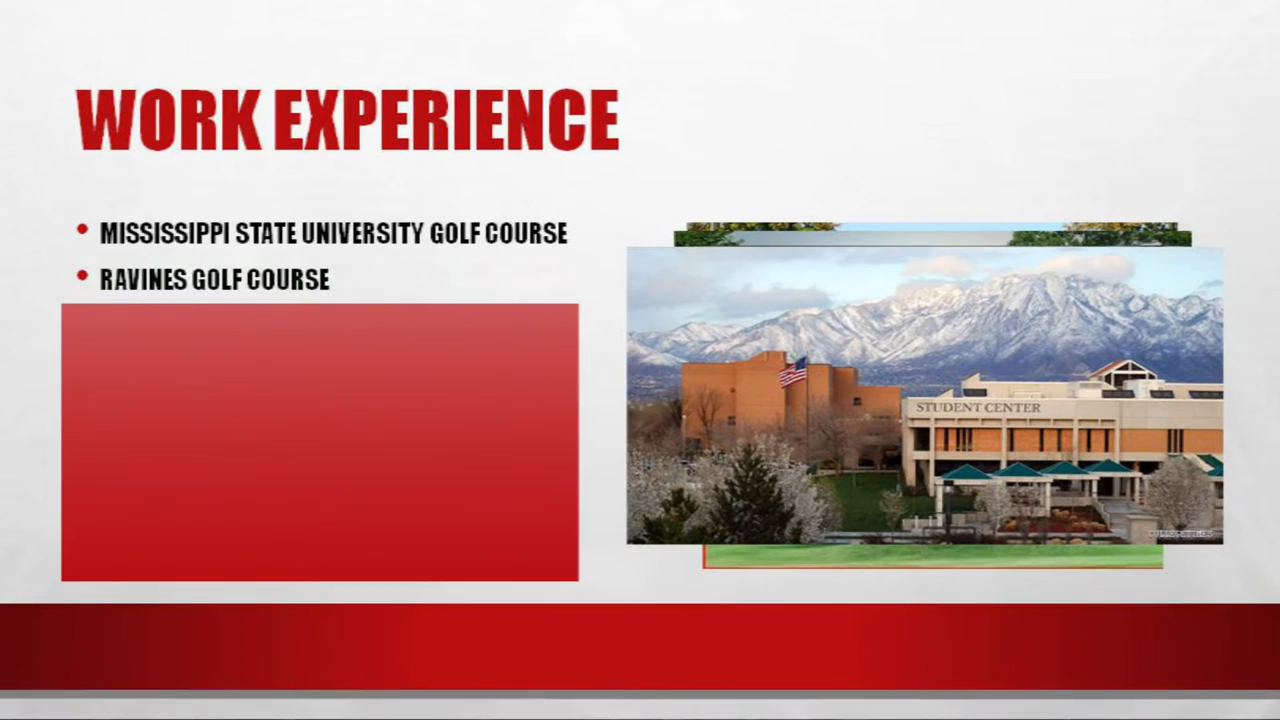 WORK EXPERIENCE
• MISSISSIPPI STATE UNIVERSITY GOLF COURSE
• RAVINES GOLF COURSE
STUDENT CENTER